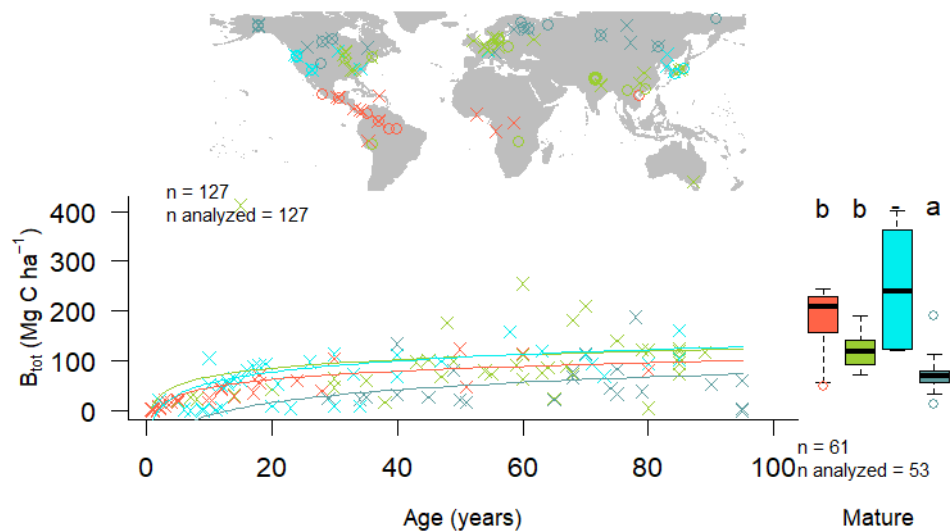 n = 127
n analyzed = 127
400
300
200
100
0
B tot (Mg C ha⁻¹)
b b - a
0 20 40 60 80 100
n = 61
n analyzed = 53
Age (years)
Mature